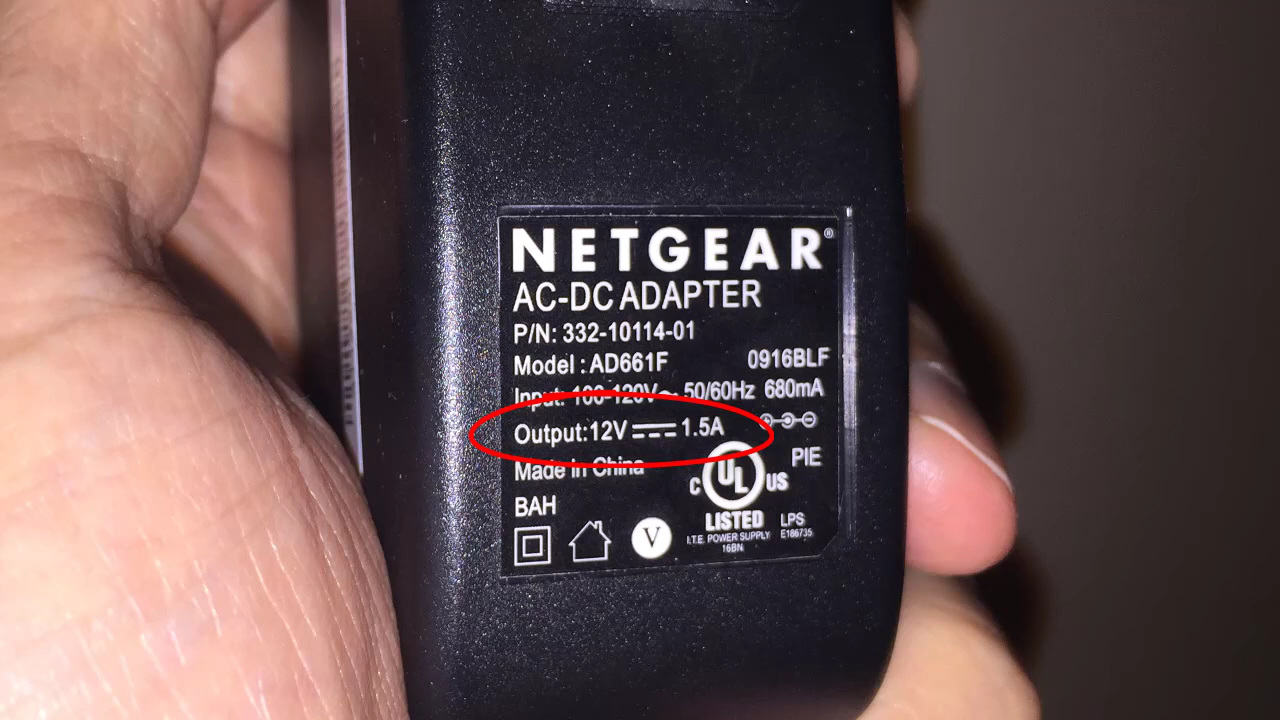 NETGEAR®
AC-DC ADAPTER
P/N: 332-10114-01
Model : AD661F 0916BLF
Input: 100-120V~ 50/60Hz 680mA
Output:12V 1.5A
Made In China PIE
BAH
C UL US
LISTED LPS
I.T.E. POWER SUPPLY E186735
16BN
V